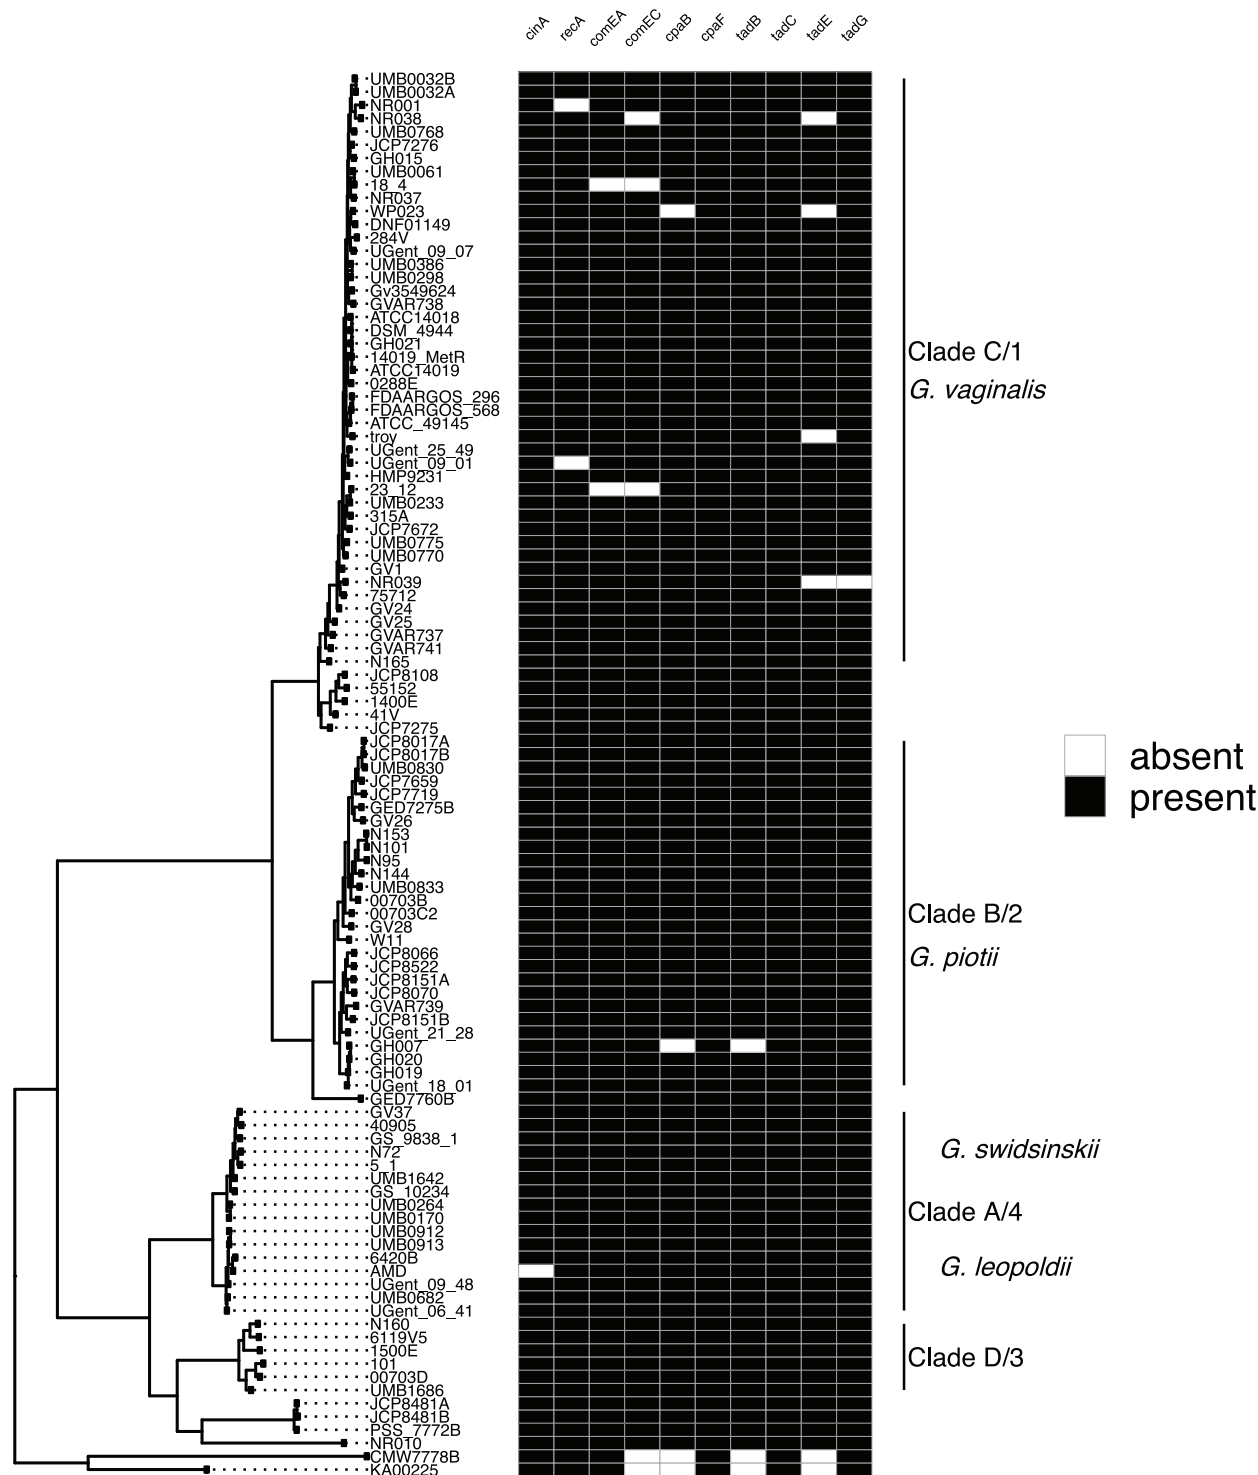 cinA recA comEA comEC cpaB cpaF tadB tadC tadE tadG
UMB0032B
UMB0032A
NR001
NR038
UMB0768
JCP7276
GH015
UMB0061
18_4
NR037
WP023
DNF01149
284V
UGent_09_07
UMB0386
UMB0298
Gv3549624
GVAR738
ATCC14018
DSM_4944
GH021
14019_MetR
ATCC14019
0288E
FDAARGOS_296
FDAARGOS_568
ATCC_49145
troy
UGent_25_49
UGent_09_01
HMP9231
23_12
UMB0233
315A
JCP7672
UMB0775
UMB0770
GV1
NR039
75712
GV24
GV25
GVAR737
GVAR741
N165
JCP8108
55152
1400E
41V
JCP7275
JCP8017A
JCP8017B
UMB0830
JCP7659
JCP7719
GED7275B
GV26
N153
N101
N95
N144
UMB0833
00703B
00703C2
GV28
W11
JCP8066
JCP8522
JCP8151A
JCP8070
GVAR739
JCP8151B
UGent_21_28
GH007
GH020
GH019
UGent_18_01
GED7760B
GV37
40905
GS_9838_1
N72
5_1
UMB1642
GS_10234
UMB0264
UMB0170
UMB0912
UMB0913
6420B
AMD
UGent_09_48
UMB0682
UGent_06_41
N160
6119V5
1500E
101
00703D
UMB1686
JCP8481A
JCP8481B
PSS_7772B
NR010
CMW7778B
KA00225
Clade C/1
G. vaginalis
Clade B/2
G. piotii
G. swidsinskii
Clade A/4
G. leopoldii
Clade D/3
absent
present